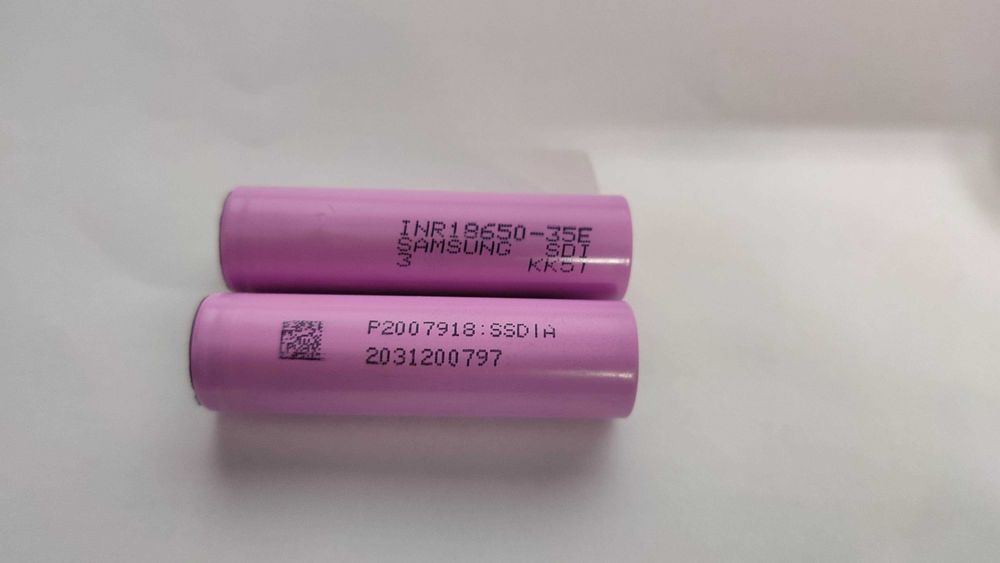 INR18650-35E
SAMSUNG SDI
3 KK5T
P2007918:SSDIA
2031200797